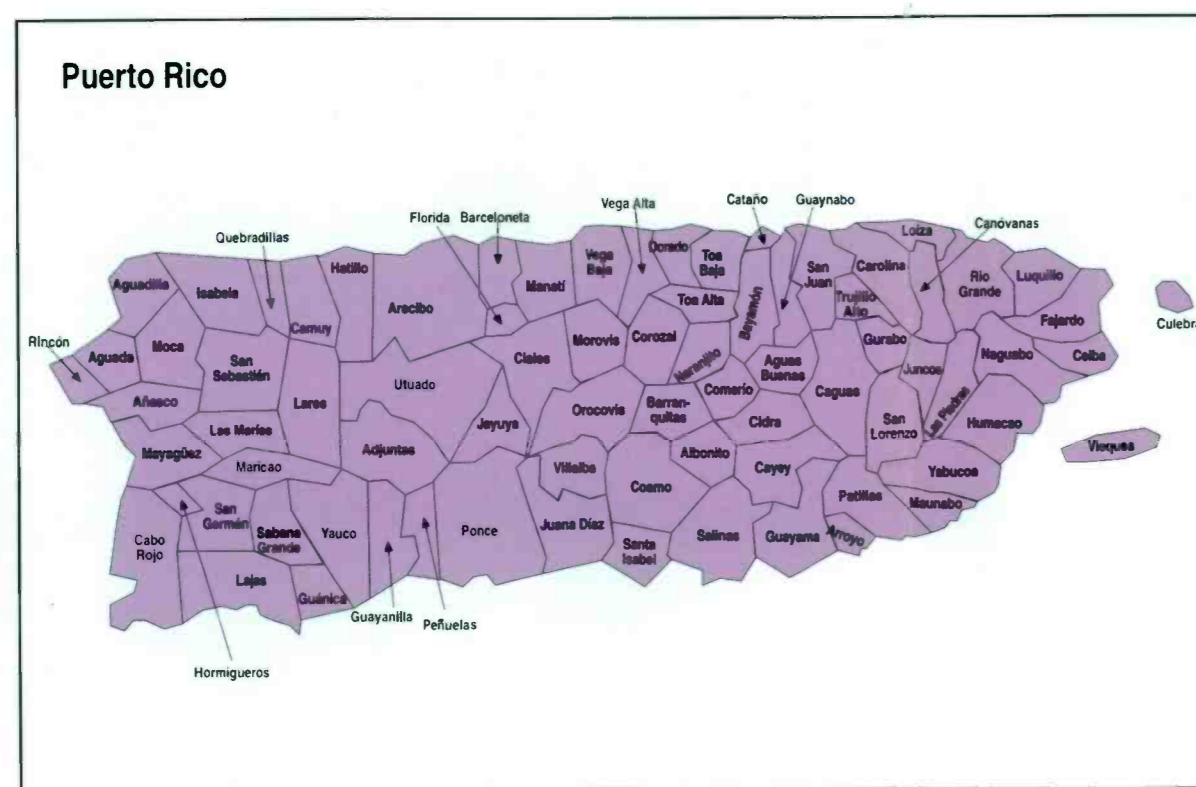 Puerto Rico
Cataño
Guaynabo
Vega Alta
Florida
Barceloneta
Canóvanas
Quebradillas
Loiza
Dorado
Hatillo
Vega
Baja
Toa
Baja
San
Juan
Carolina
Rio
Grande
Luquillo
Aguadilla
Isabela
Manatí
Arecibo
Toa Alta
Bayamón
Trujillo
Alto
Culebra
Fajardo
Camuy
Rincón
Aguada
Moca
San
Sebastián
Ciales
Morovis
Corozal
Naranjito
Gurabo
Naguabo
Ceiba
Aguas
Buenas
Juncos
Utuado
Comerío
Caguas
Añasco
Lares
Jayuya
Orocovis
Barran-
quitas
Cidra
San
Lorenzo
Las Piedras
Humacao
Las Marías
Mayagüez
Adjuntas
Villalba
Aibonito
Cayey
Vieques
Maricao
Yabucoa
Coamo
Patillas
Maunabo
San
Germán
Sabana
Grande
Yauco
Ponce
Juana Díaz
Salinas
Guayama
Arroyo
Cabo
Rojo
Santa
Isabel
Lajas
Guánica
Guayanilla
Peñuelas
Hormigueros